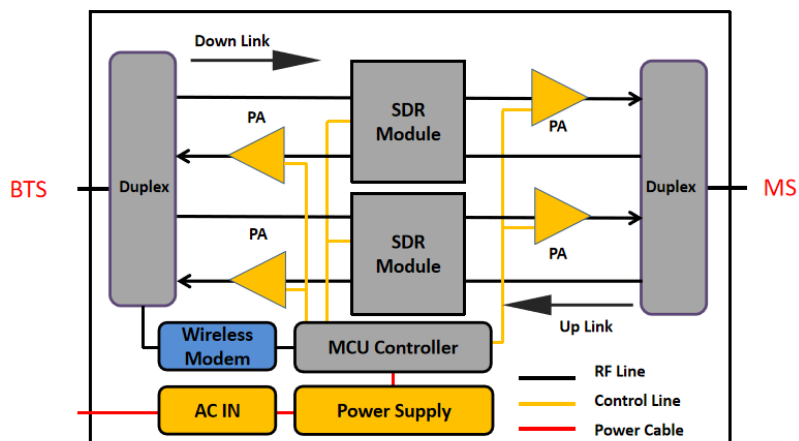 Down Link
SDR
Module
PA
PA
BTS
Duplex
Duplex
MS
SDR
Module
PA
PA
Up Link
Wireless
Modem
MCU Controller
RF Line
AC IN
Power Supply
Control Line
Power Cable